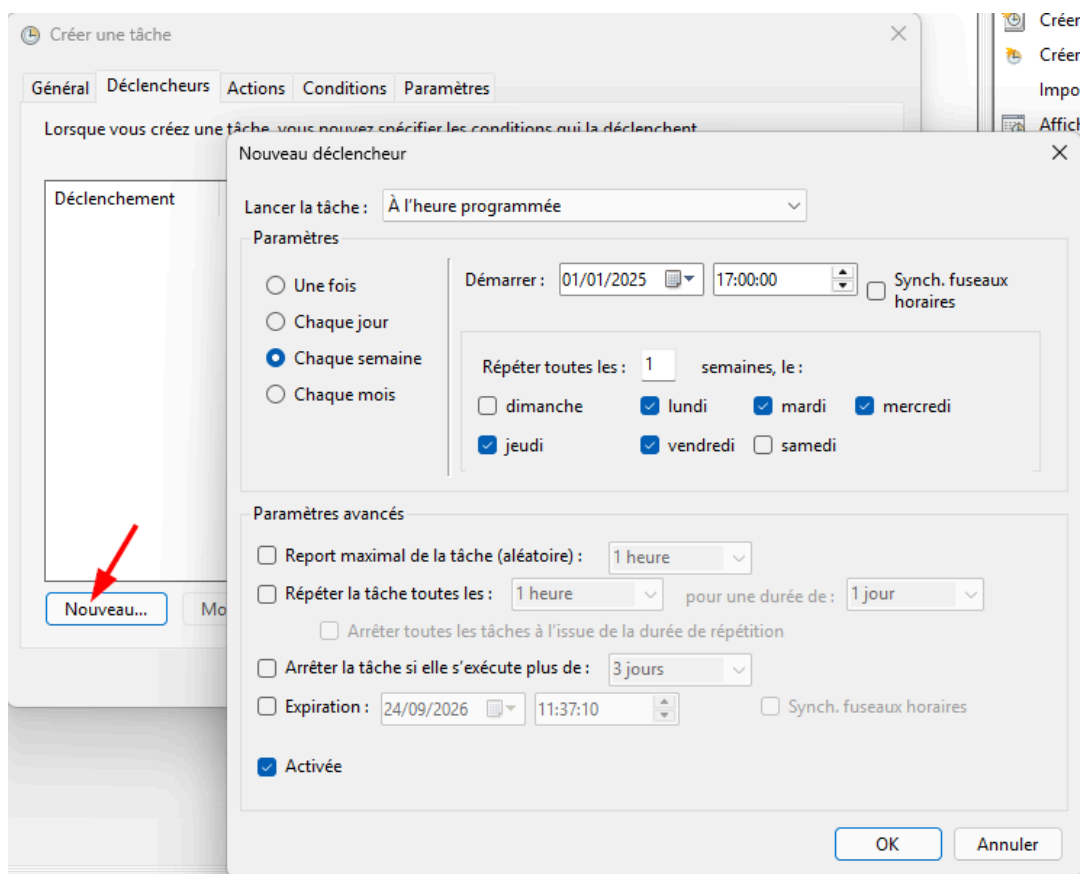 Créer une tâche
Créer
Créer
Impo
Affich
Général Déclencheurs Actions Conditions Paramètres
Lorsque vous créez une tâche, vous pouvez spécifier les conditions qui la déclenchent.
Nouveau déclencheur
Déclenchement
Lancer la tâche : À l'heure programmée
Paramètres
Une fois
Chaque jour
Chaque semaine
Chaque mois
Démarrer : 01/01/2025 17:00:00 Synch. fuseaux
horaires
Répéter toutes les : 1 semaines, le :
dimanche lundi mardi mercredi
jeudi vendredi samedi
Paramètres avancés
Report maximal de la tâche (aléatoire) : 1 heure
Répéter la tâche toutes les : 1 heure pour une durée de : 1 jour
Arrêter toutes les tâches à l'issue de la durée de répétition
Arrêter la tâche si elle s'exécute plus de : 3 jours
Expiration : 24/09/2026 11:37:10 Synch. fuseaux horaires
Activée
Nouveau... Mo
OK Annuler